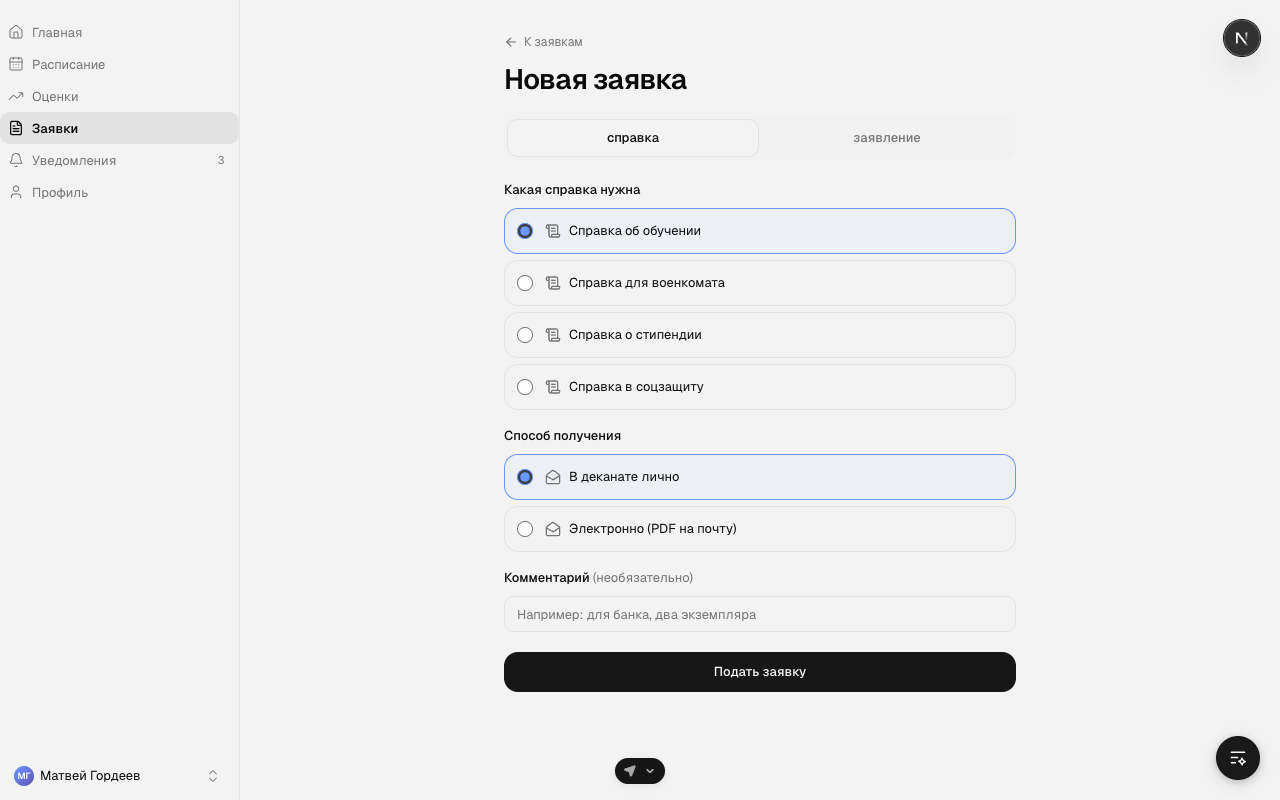 Главная
Расписание
Оценки
Заявки
Уведомления 3
Профиль
К заявкам
Новая заявка
справка
заявление
Какая справка нужна
Справка об обучении
Справка для военкомата
Справка о стипендии
Справка в соцзащиту
Способ получения
В деканате лично
Электронно (PDF на почту)
Комментарий (необязательно)
Например: для банка, два экземпляра
Подать заявку
МГ Матвей Гордеев
N